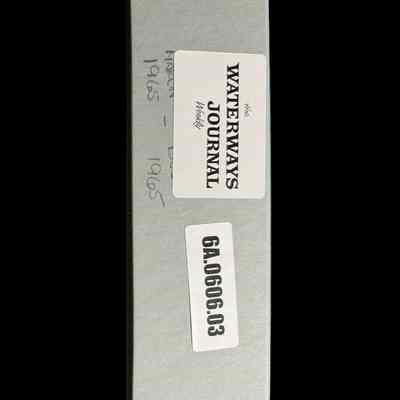 the
WATERWAYS
JOURNAL
Weekly
-
1965 1965
6A.0606.03